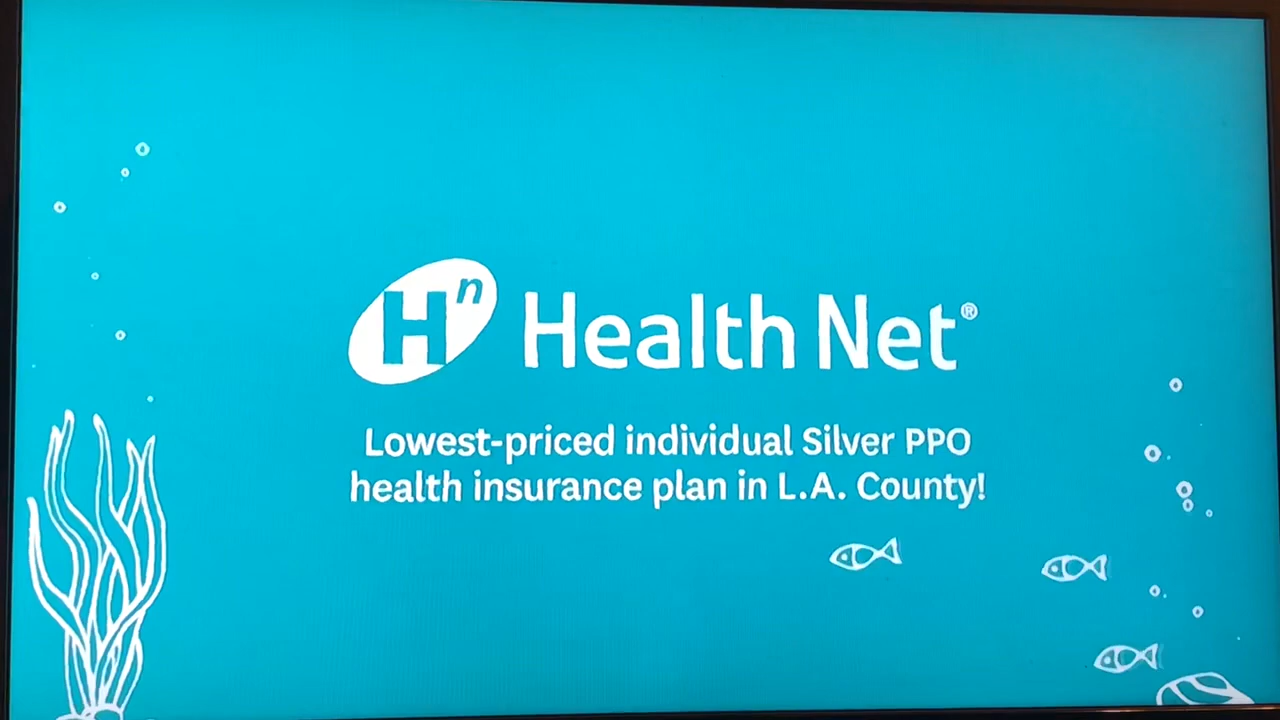 Hn Health Net®
Lowest-priced individual Silver PPO
health insurance plan in L.A. County!